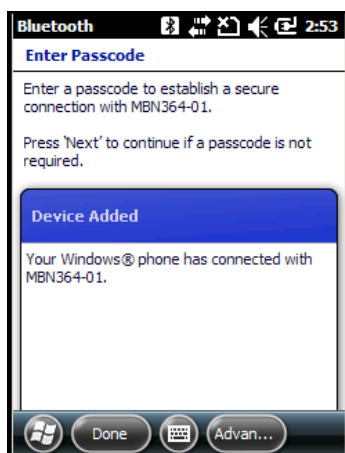 Bluetooth 2:53
Enter Passcode
Enter a passcode to establish a secure
connection with MBN364-01.
Press 'Next' to continue if a passcode is not
required.
Device Added
Your Windows® phone has connected with
MBN364-01.
Done Advan...